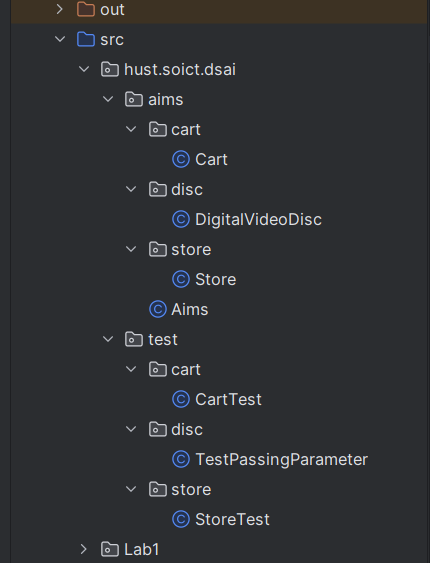 out
src
hust.soict.dsai
aims
cart
C Cart
disc
C DigitalVideoDisc
store
C Store
C Aims
test
cart
C CartTest
disc
C TestPassingParameter
store
C StoreTest
Lab1